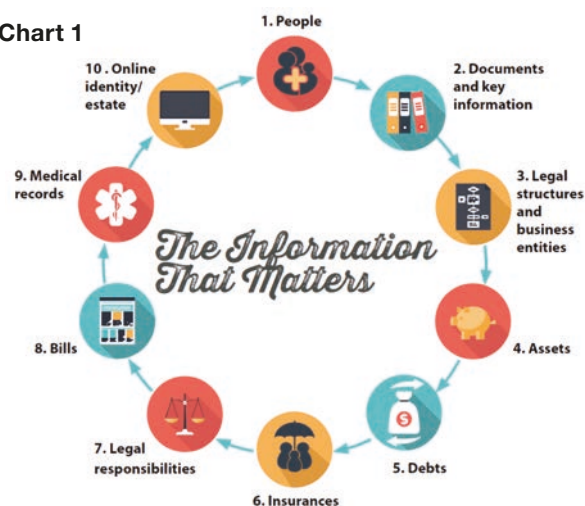 Chart 1
1. People
2. Documents
and key
information
3. Legal
structures
and
business
entities
4. Assets
5. Debts
6. Insurances
7. Legal
responsibilities
8. Bills
9. Medical
records
10 . Online
identity/
estate
The Information
That Matters
$